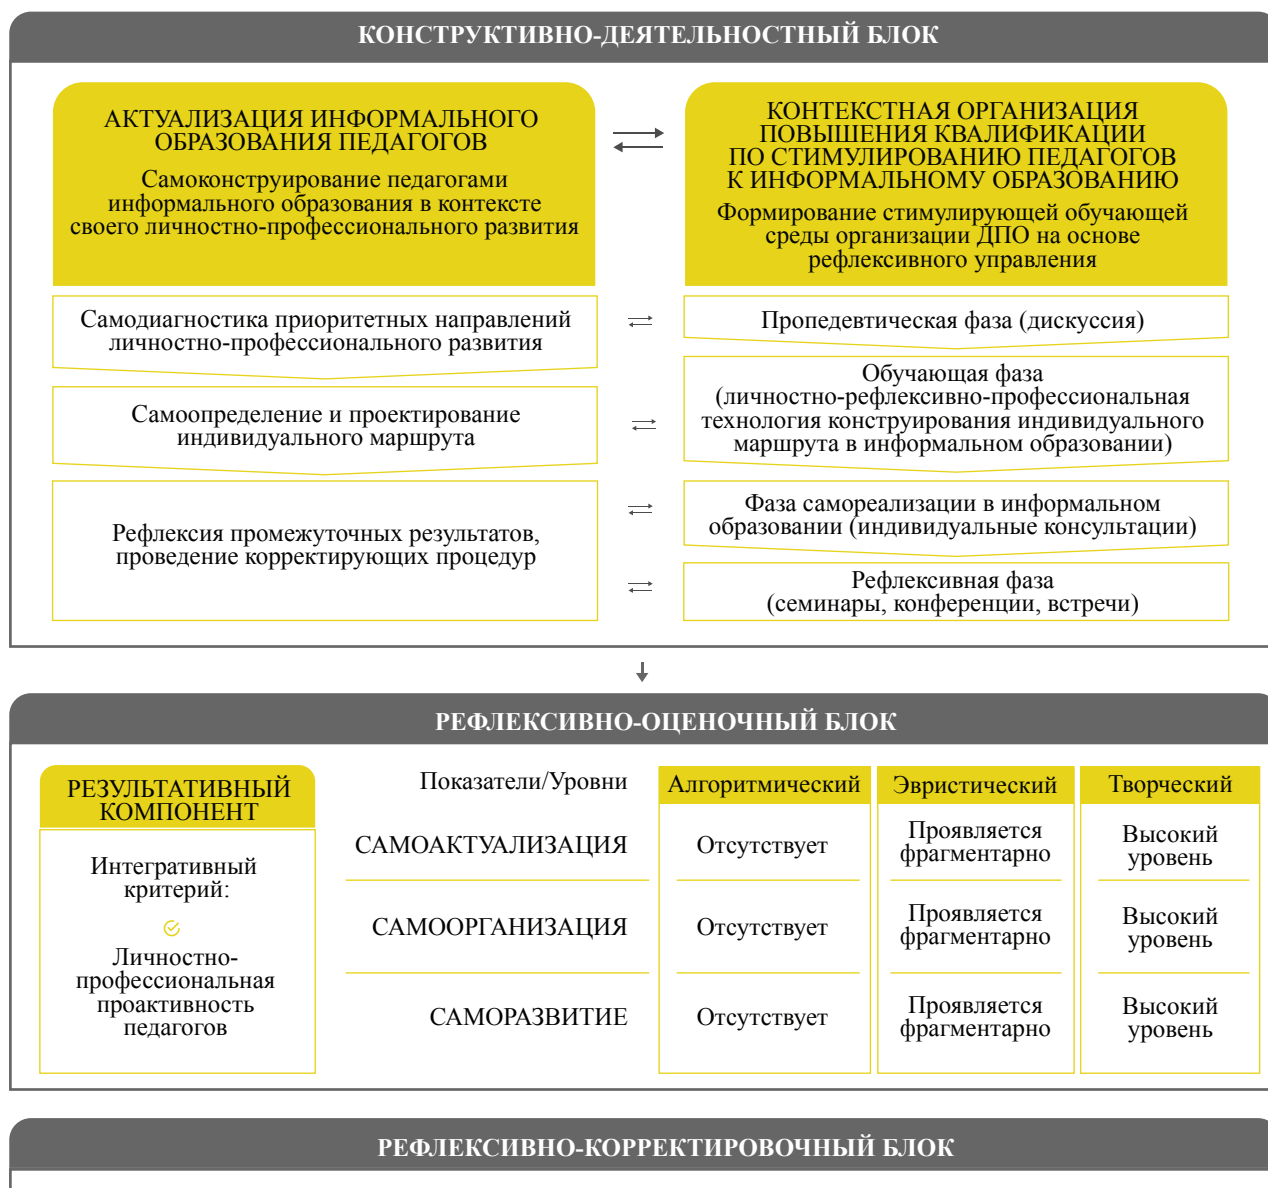 КОНСТРУКТИВНО-ДЕЯТЕЛЬНОСТНЫЙ БЛОК
АКТУАЛИЗАЦИЯ ИНФОРМАЛЬНОГО
ОБРАЗОВАНИЯ ПЕДАГОГОВ
Самоконструирование педагогами
информального образования в контексте
своего личностно-профессионального развития
КОНТЕКСТНАЯ ОРГАНИЗАЦИЯ
ПОВЫШЕНИЯ КВАЛИФИКАЦИИ
ПО СТИМУЛИРОВАНИЮ ПЕДАГОГОВ
К ИНФОРМАЛЬНОМУ ОБРАЗОВАНИЮ
Формирование стимулирующей обучающей
среды организации ДПО на основе
рефлексивного управления
Самодиагностика приоритетных направлений
личностно-профессионального развития
Пропедевтическая фаза (дискуссия)
Самоопределение и проектирование
индивидуального маршрута
Обучающая фаза
(личностно-рефлексивно-профессиональная
технология конструирования индивидуального
маршрута в информальном образовании)
Рефлексия промежуточных результатов,
проведение корректирующих процедур
Фаза самореализации в информальном
образовании (индивидуальные консультации)
Рефлексивная фаза
(семинары, конференции, встречи)
РЕФЛЕКСИВНО-ОЦЕНОЧНЫЙ БЛОК
РЕЗУЛЬТАТИВНЫЙ
КОМПОНЕНТ
Интегративный
критерий:
Личностно-
профессиональная
проактивность
педагогов
Показатели/Уровни
Алгоритмический
Эвристический
Творческий
САМОАКТУАЛИЗАЦИЯ
Отсутствует
Проявляется
фрагментарно
Высокий
уровень
САМООРГАНИЗАЦИЯ
Отсутствует
Проявляется
фрагментарно
Высокий
уровень
САМОРАЗВИТИЕ
Отсутствует
Проявляется
фрагментарно
Высокий
уровень
РЕФЛЕКСИВНО-КОРРЕКТИРОВОЧНЫЙ БЛОК